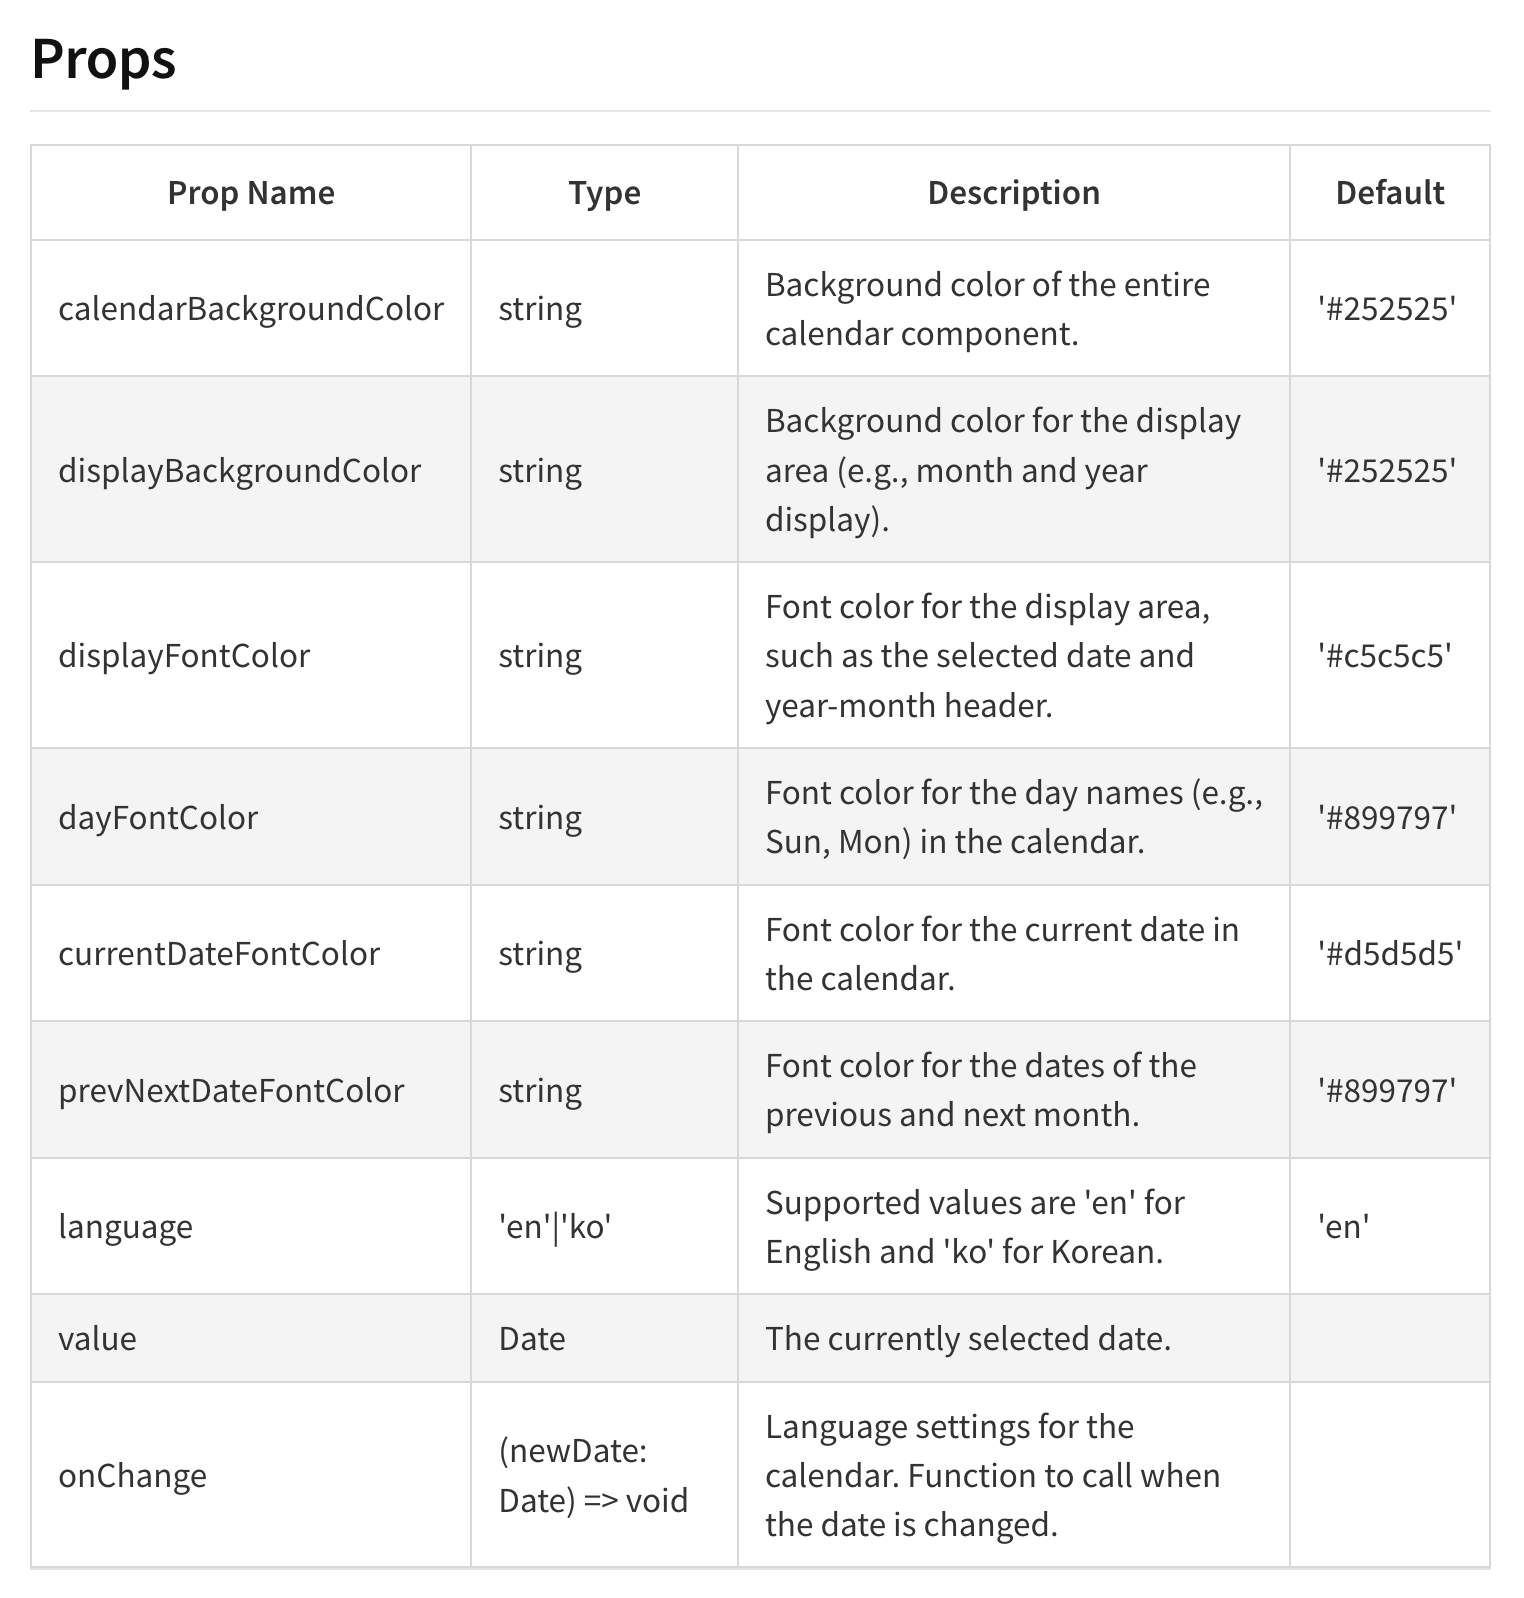 Props
Prop Name Type Description Default
calendarBackgroundColor string Background color of the entire
calendar component. '#252525'
displayBackgroundColor string Background color for the display
area (e.g., month and year
display). '#252525'
displayFontColor string Font color for the display area,
such as the selected date and
year-month header. '#c5c5c5'
dayFontColor string Font color for the day names (e.g.,
Sun, Mon) in the calendar. '#899797'
currentDateFontColor string Font color for the current date in
the calendar. '#d5d5d5'
prevNextDateFontColor string Font color for the dates of the
previous and next month. '#899797'
language 'en'|'ko' Supported values are 'en' for
English and 'ko' for Korean. 'en'
value Date The currently selected date.
onChange (newDate:
Date) => void Language settings for the
calendar. Function to call when
the date is changed.